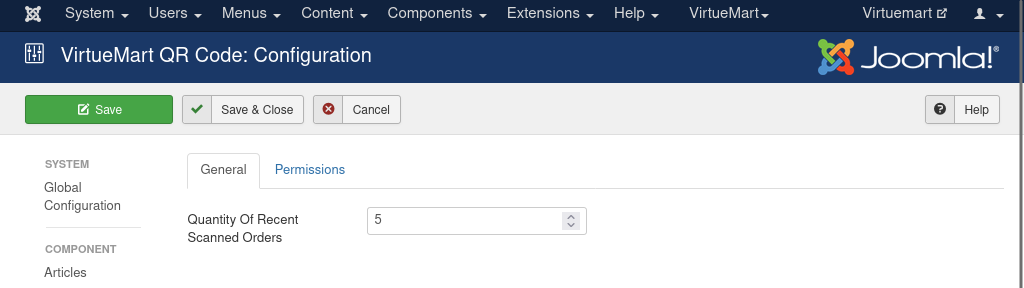 System Users Menus Content Components Extensions Help VirtueMart Virtuemart
VirtueMart QR Code: Configuration
Joomla!®
Save Save & Close Cancel Help
SYSTEM
Global
Configuration
COMPONENT
Articles
General Permissions
Quantity Of Recent
Scanned Orders
5